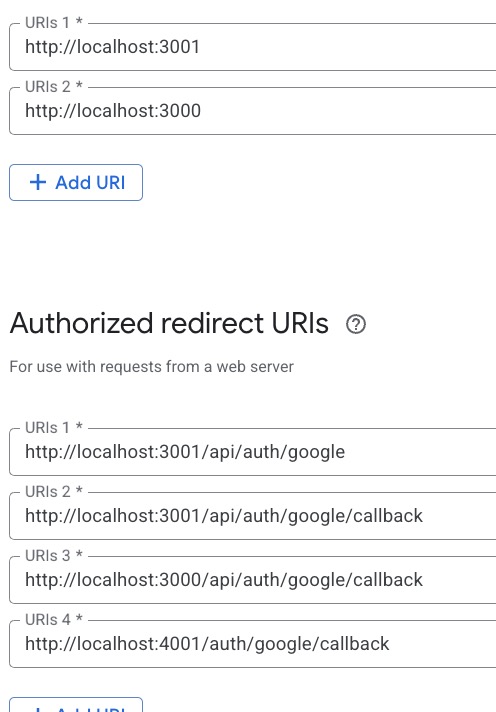 URIs 1 *
http://localhost:3001
URIs 2 *
http://localhost:3000
+ Add URI
Authorized redirect URIs
For use with requests from a web server
URIs 1 *
http://localhost:3001/api/auth/google
URIs 2 *
http://localhost:3001/api/auth/google/callback
URIs 3 *
http://localhost:3000/api/auth/google/callback
URIs 4 *
http://localhost:4001/auth/google/callback
+ Add URI